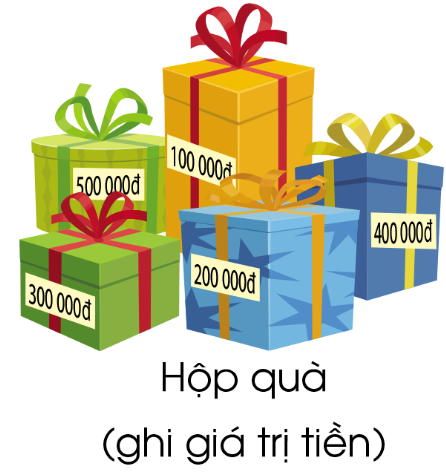 100 000đ
500 000đ
400 000đ
200 000đ
300 000đ
Hộp quà
(ghi giá trị tiền)